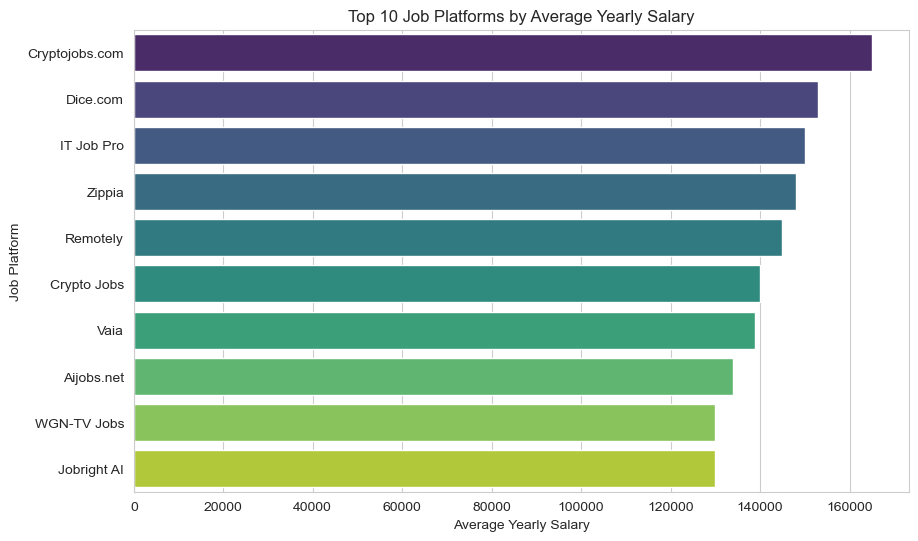 Top 10 Job Platforms by Average Yearly Salary
Job Platform
Cryptojobs.com
Dice.com
IT Job Pro
Zippia
Remotely
Crypto Jobs
Vaia
Aijobs.net
WGN-TV Jobs
Jobright AI
0 20000 40000 60000 80000 100000 120000 140000 160000
Average Yearly Salary